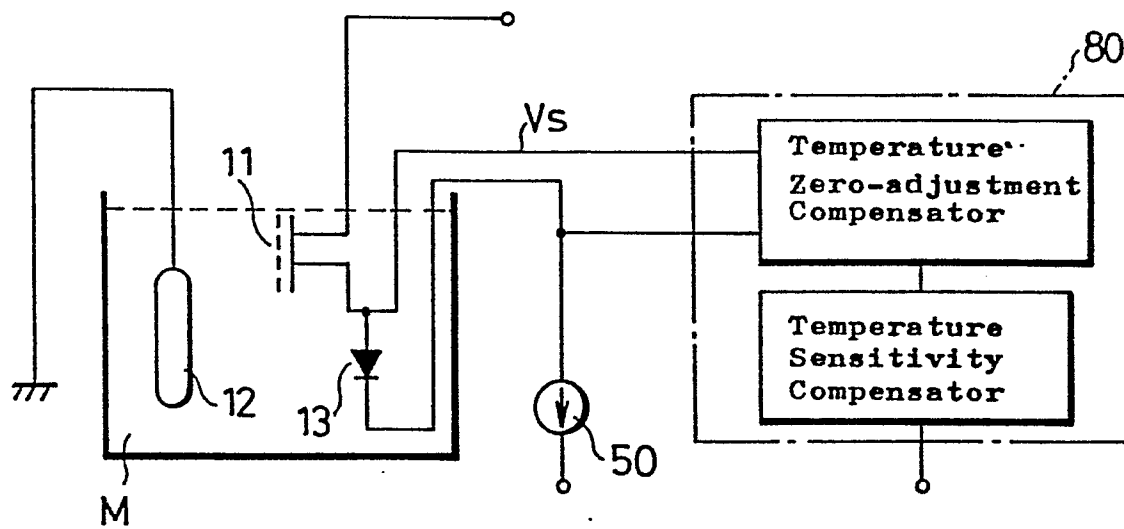 80
Vs
Temperature
Zero-adjustment
Compensator
11
Temperature
Sensitivity
Compensator
12
13
50
M